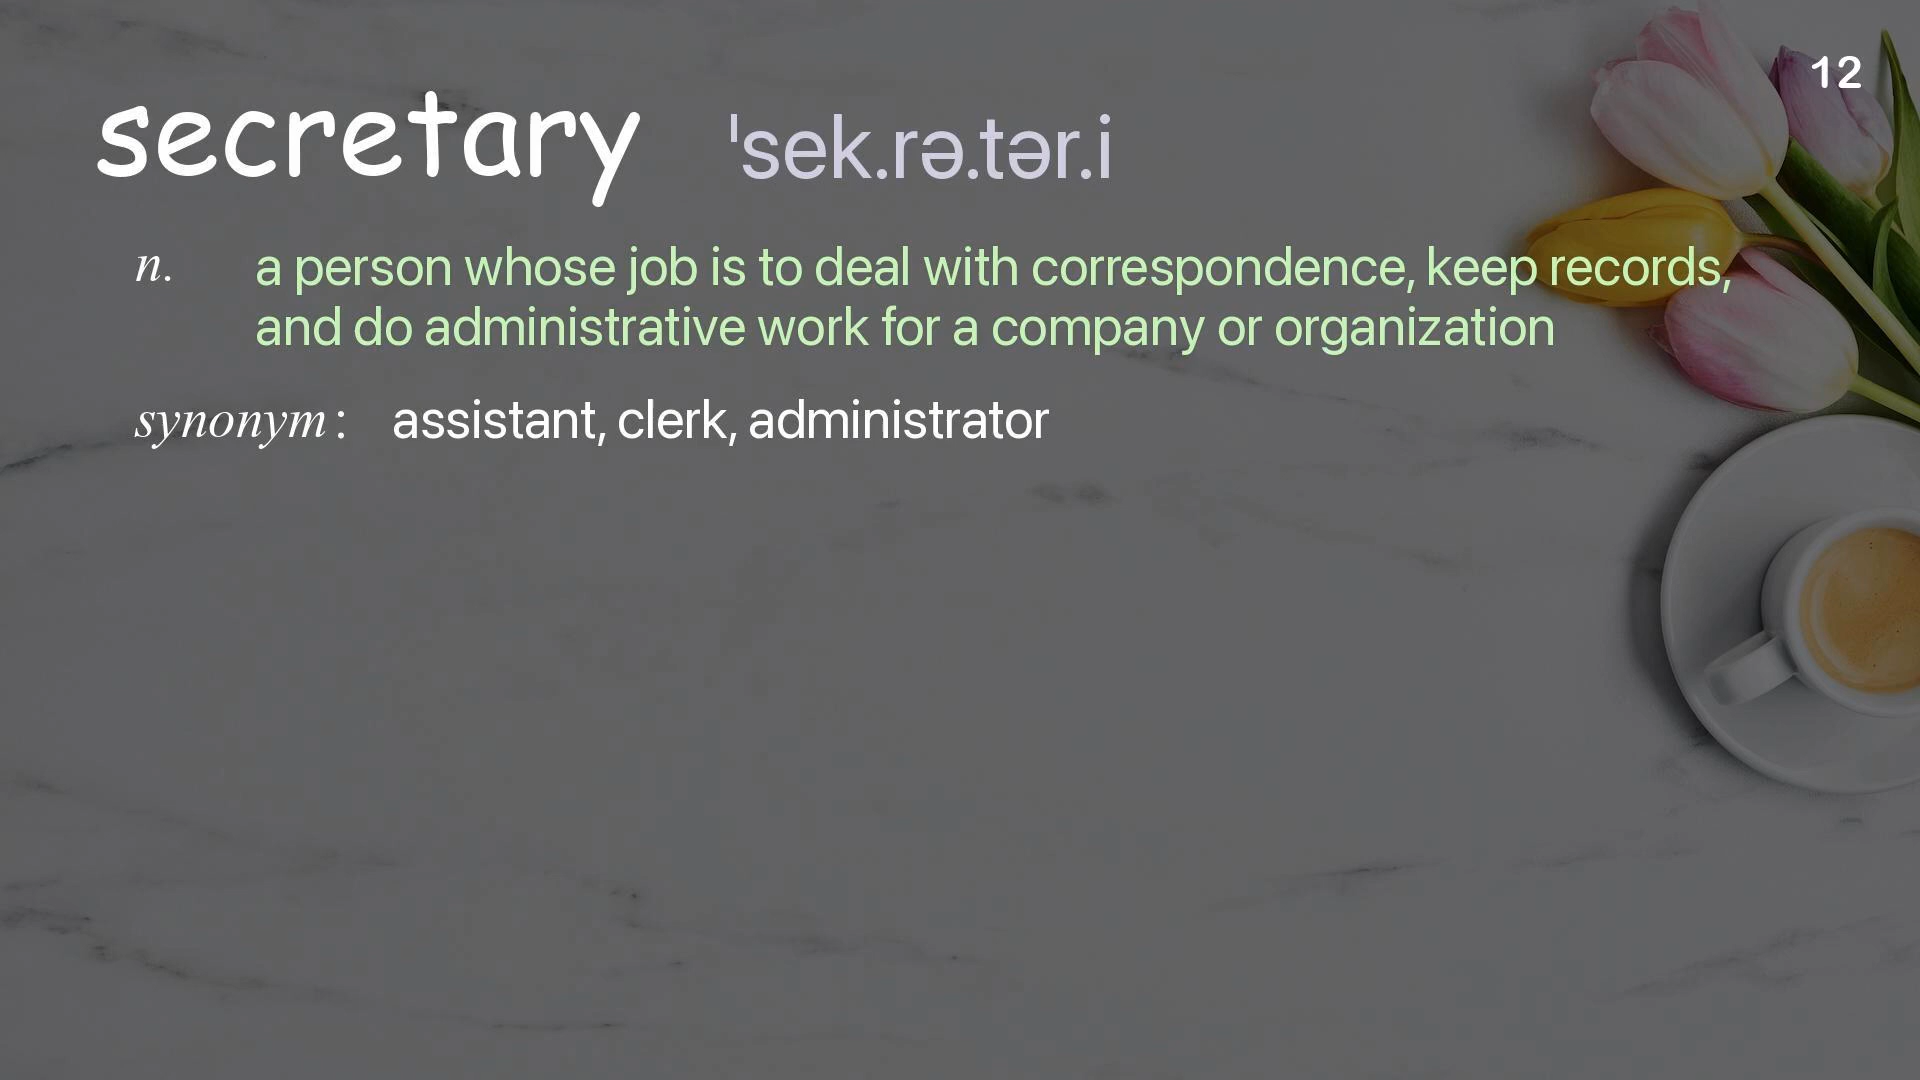 12
secretary ˈsek.rə.tər.i
n. a person whose job is to deal with correspondence, keep records,
and do administrative work for a company or organization
synonym: assistant, clerk, administrator